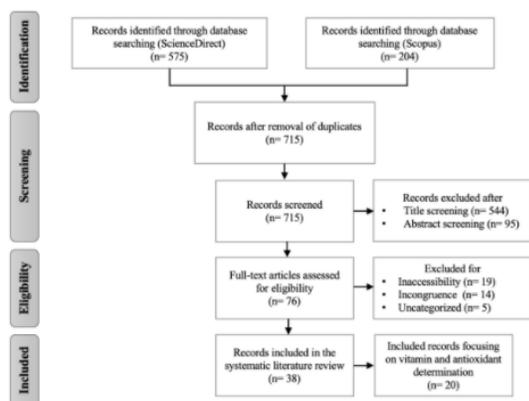 Identification
Records identified through database
searching (ScienceDirect)
(n= 575)
Records identified through database
searching (Scopus)
(n= 204)
Screening
Records after removal of duplicates
(n= 715)
Records screened
(n= 715)
Records excluded after
• Title screening (n= 544)
• Abstract screening (n= 95)
Eligibility
Full-text articles assessed
for eligibility
(n= 76)
Excluded for
• Inaccessibility (n= 19)
• Incongruence (n= 14)
• Uncategorized (n= 5)
Included
Records included in the
systematic literature review
(n= 38)
Included records focusing
on vitamin and antioxidant
determination
(n= 20)